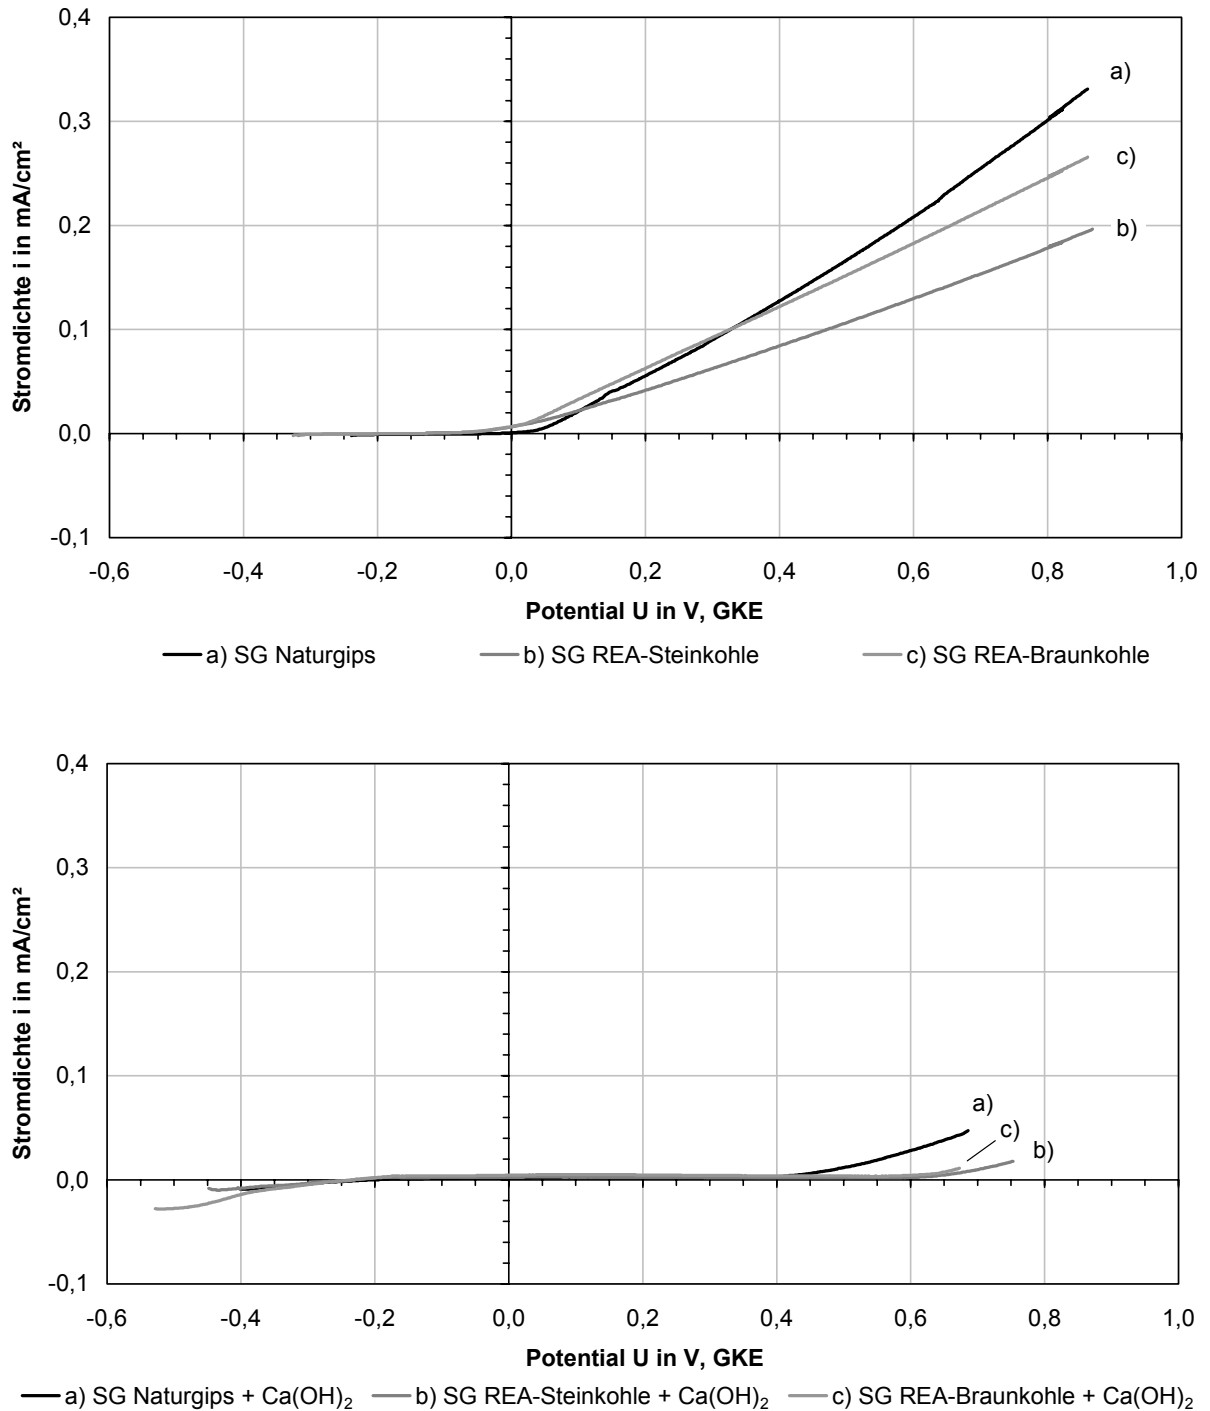 0,4
a)
0,3
c)
0,2
b)
0,1
0,0
-0,1
Stromdichte i in mA/cm²
-0,6 -0,4 -0,2 0,0 0,2 0,4 0,6 0,8 1,0
Potential U in V, GKE
a) SG Naturgips b) SG REA-Steinkohle c) SG REA-Braunkohle
0,4
0,3
0,2
0,1
a)
c)
b)
0,0
-0,1
Stromdichte i in mA/cm²
-0,6 -0,4 -0,2 0,0 0,2 0,4 0,6 0,8 1,0
Potential U in V, GKE
a) SG Naturgips + Ca(OH)₂ b) SG REA-Steinkohle + Ca(OH)₂ c) SG REA-Braunkohle + Ca(OH)₂